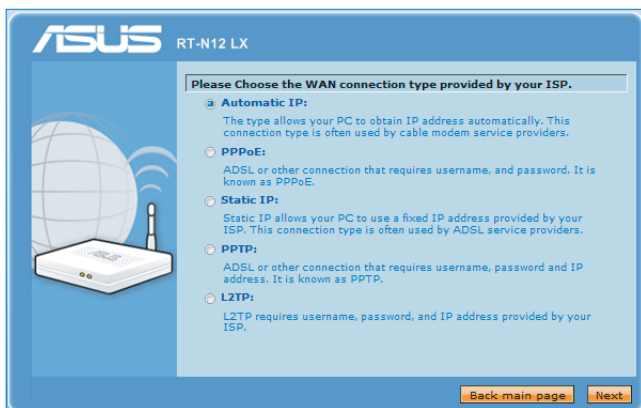 ASUS RT-N12 LX
Please Choose the WAN connection type provided by your ISP.
Automatic IP:
The type allows your PC to obtain IP address automatically. This
connection type is often used by cable modem service providers.
PPPoE:
ADSL or other connection that requires username, and password. It is
known as PPPoE.
Static IP:
Static IP allows your PC to use a fixed IP address provided by your
ISP. This connection type is often used by ADSL service providers.
PPTP:
ADSL or other connection that requires username, password and IP
address. It is known as PPTP.
L2TP:
L2TP requires username, password, and IP address provided by your
ISP.
ASUS
Back main page Next